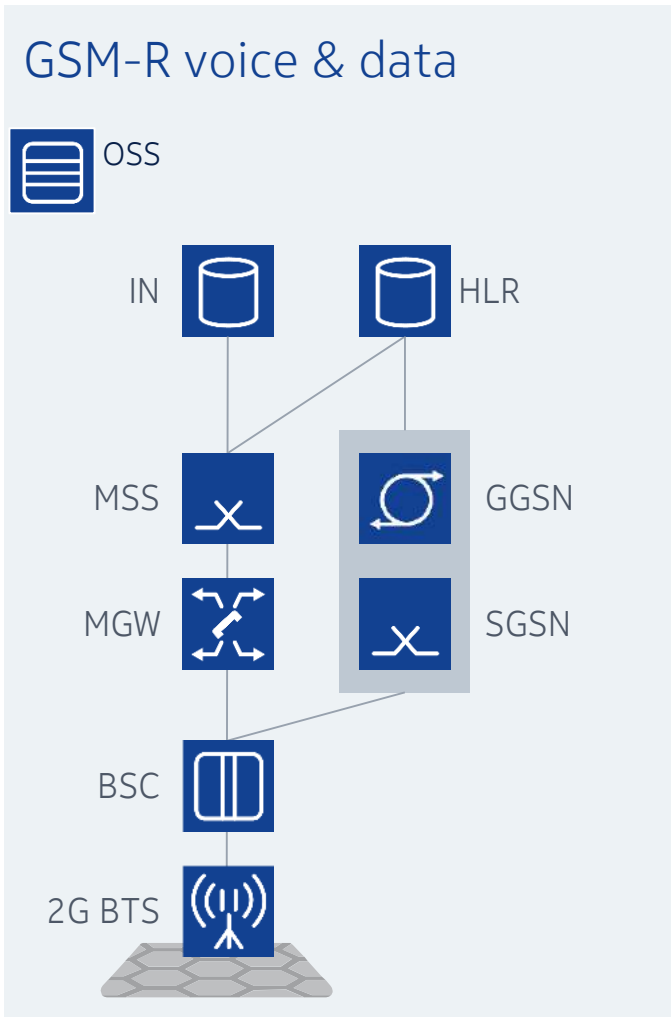 GSM-R voice & data
OSS
IN
HLR
MSS
GGSN
MGW
SGSN
BSC
2G BTS